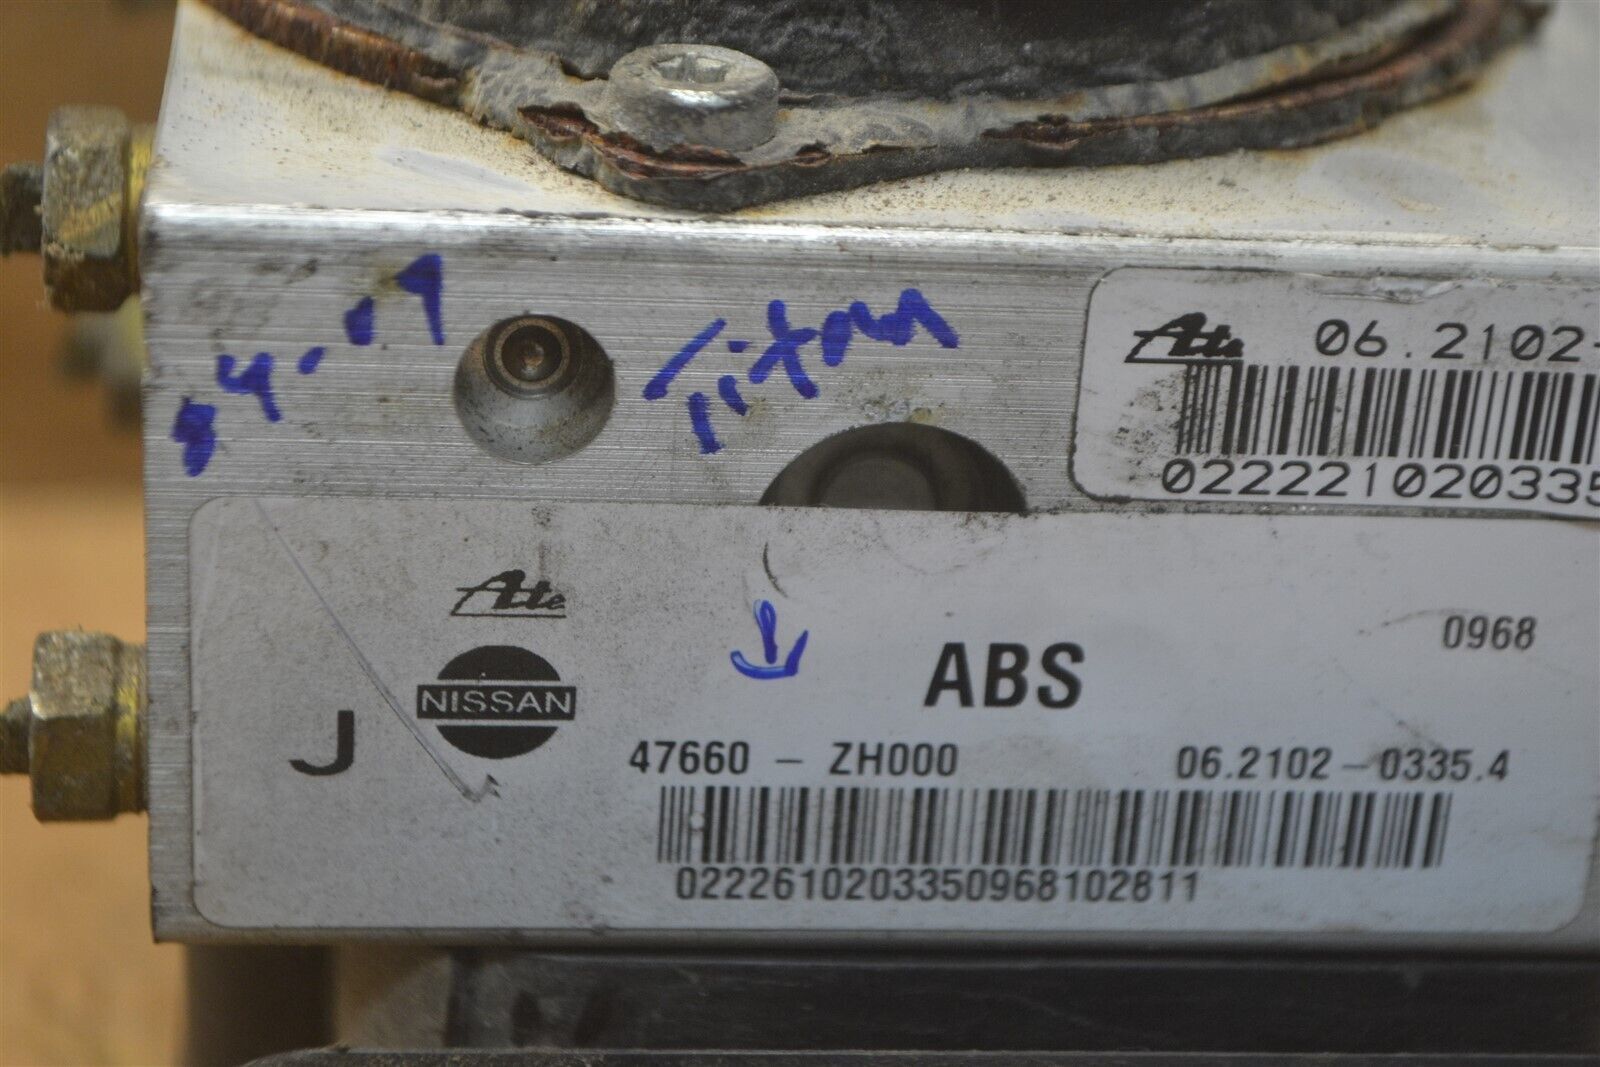 04-09
Titan
Ate 06.2102-
022221020335
Ate
ABS
0968
J
NISSAN
47660 - ZH000
06.2102-0335.4
0222610203350968102811